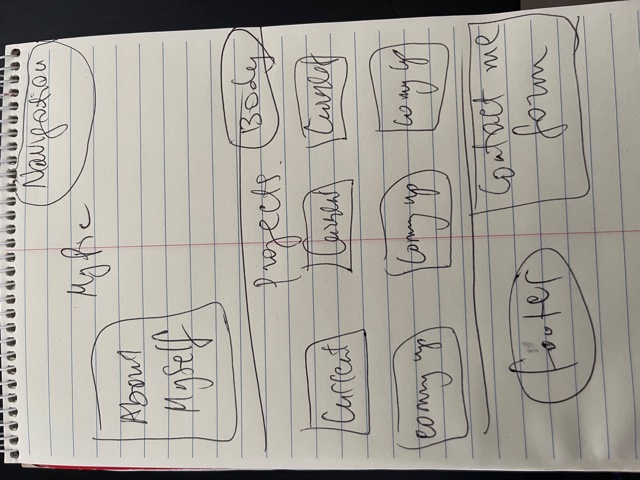 Navigation
My Pic
About
Myself
Body
Projects.
Current
Current
Current
coming up
Coming up
Coming up
Contact me
form
footer